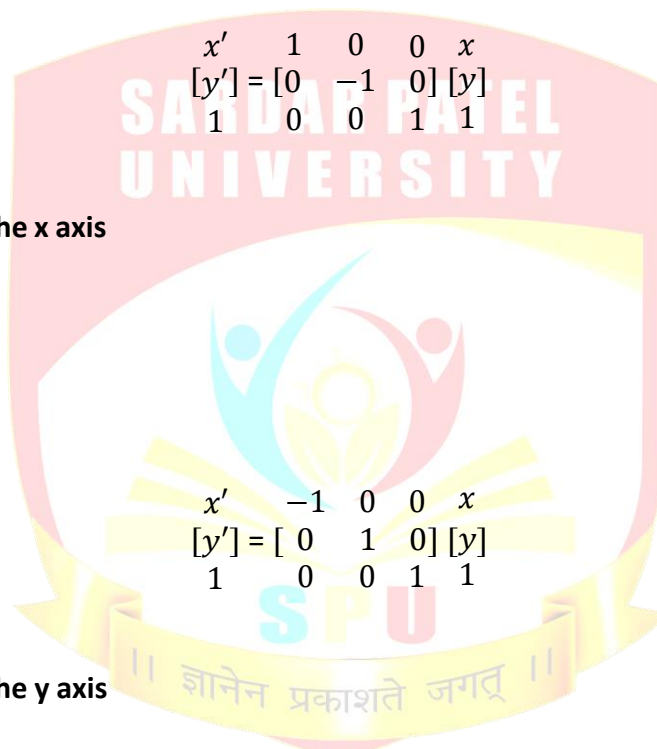 x′ 1 0 0 x
[y′] = [0 −1 0] [y]
1 0 0 1 1
SARDAR PATEL
UNIVERSITY
he x axis
x′ −1 0 0 x
[y′] = [ 0 1 0] [y]
1 0 0 1 1
SPU
he y axis
।। ज्ञानेन प्रकाशते जगत् ।।